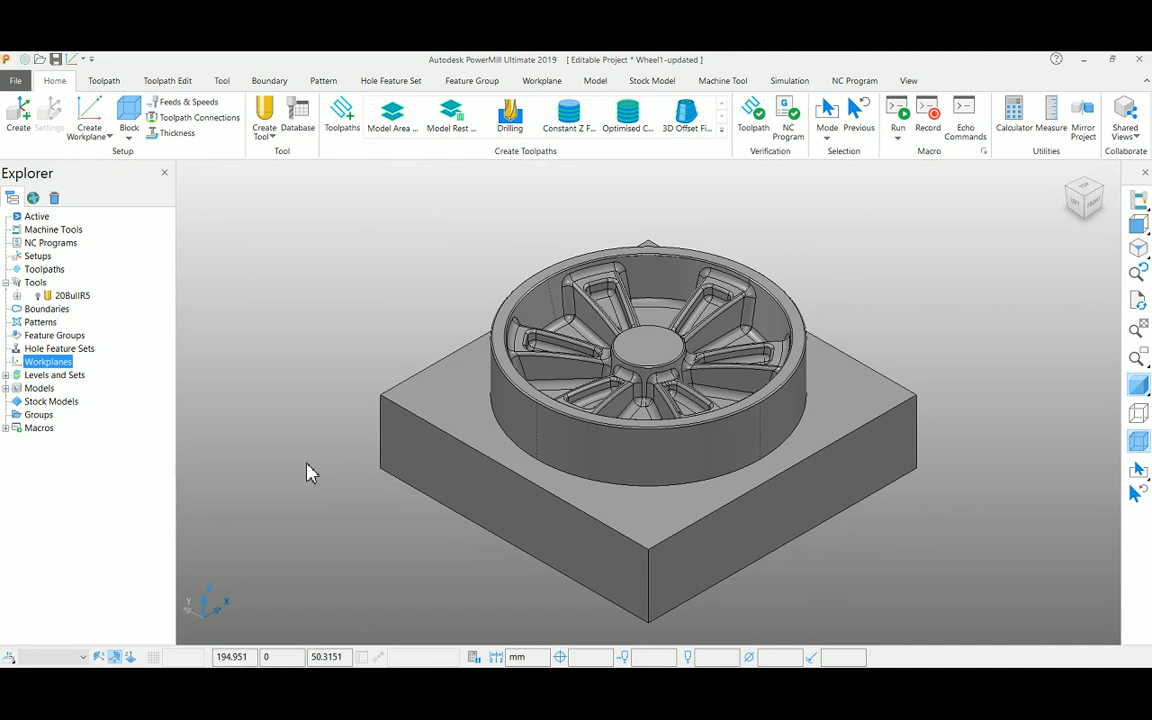 Autodesk PowerMill Ultimate 2019 [ Editable Project * Wheel1-updated ]
File Home Toolpath Toolpath Edit Tool Boundary Pattern Hole Feature Set Feature Group Workplane Model Stock Model Machine Tool Simulation NC Program View
Create Settings Create Workplane Block Feeds & Speeds
Toolpath Connections
Thickness
Create Tool Database Toolpaths Model Area ... Model Rest ... Drilling Constant Z F... Optimised C... 3D Offset Fi... Toolpath NC Program Mode Previous Run Record Echo Commands Calculator Measure Mirror Project Shared Views
Setup Tool Create Toolpaths Verification Selection Macro Utilities Collaborate
Explorer
Active
Machine Tools
NC Programs
Setups
Toolpaths
Tools
20BullR5
Boundaries
Patterns
Feature Groups
Hole Feature Sets
Workplanes
Levels and Sets
Models
Stock Models
Groups
Macros
TOP
LEFT FRONT
Z
Y X
194.951 0 50.3151 mm